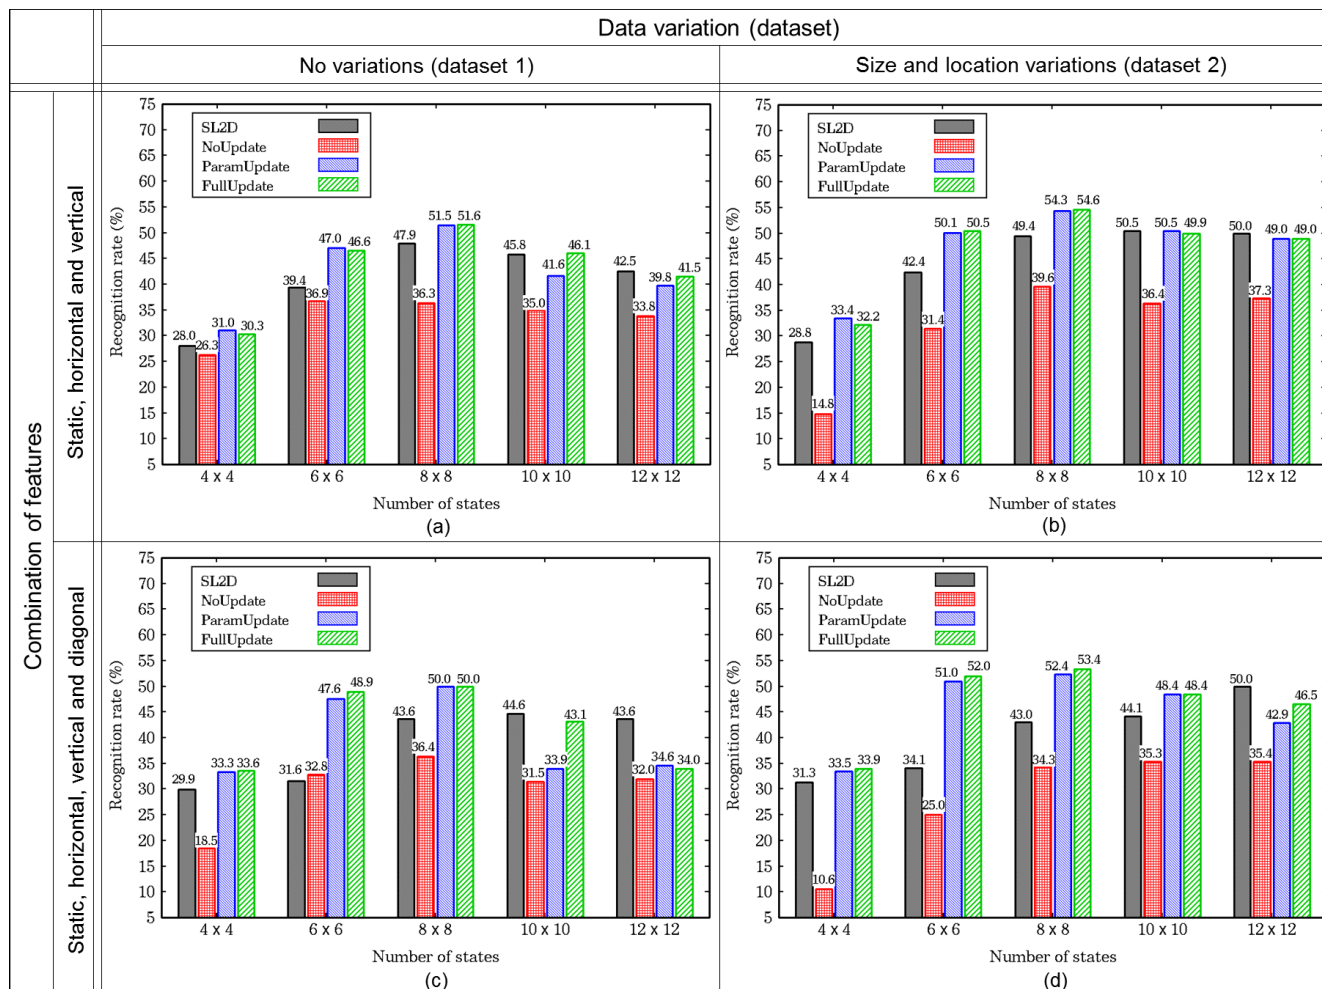 Data variation (dataset)
No variations (dataset 1)
Size and location variations (dataset 2)
Combination of features
Static, horizontal and vertical
75
70
65
60
55
50
45
40
35
30
25
20
15
10
5
Recognition rate (%)
SL2D
NoUpdate
ParamUpdate
FullUpdate
28.0 26.3 31.0 30.3
39.4 36.9 47.0 46.6
47.9 36.3 51.5 51.6
45.8 35.0 41.6 46.1
42.5 33.8 39.8 41.5
4 x 4 6 x 6 8 x 8 10 x 10 12 x 12
Number of states
(a)
75
70
65
60
55
50
45
40
35
30
25
20
15
10
5
Recognition rate (%)
SL2D
NoUpdate
ParamUpdate
FullUpdate
28.8 14.8 33.4 32.2
42.4 31.4 50.1 50.5
49.4 39.6 54.3 54.6
50.5 36.4 50.5 49.9
50.0 37.3 49.0 49.0
4 x 4 6 x 6 8 x 8 10 x 10 12 x 12
Number of states
(b)
Static, horizontal, vertical and diagonal
75
70
65
60
55
50
45
40
35
30
25
20
15
10
5
Recognition rate (%)
SL2D
NoUpdate
ParamUpdate
FullUpdate
29.9 18.5 33.3 33.6
31.6 32.8 47.6 48.9
43.6 36.4 50.0 50.0
44.6 31.5 33.9 43.1
43.6 32.0 34.6 34.0
4 x 4 6 x 6 8 x 8 10 x 10 12 x 12
Number of states
(c)
75
70
65
60
55
50
45
40
35
30
25
20
15
10
5
Recognition rate (%)
SL2D
NoUpdate
ParamUpdate
FullUpdate
31.3 10.6 33.5 33.9
34.1 25.0 51.0 52.0
43.0 34.3 52.4 53.4
44.1 35.3 48.4 48.4
50.0 35.4 42.9 46.5
4 x 4 6 x 6 8 x 8 10 x 10 12 x 12
Number of states
(d)